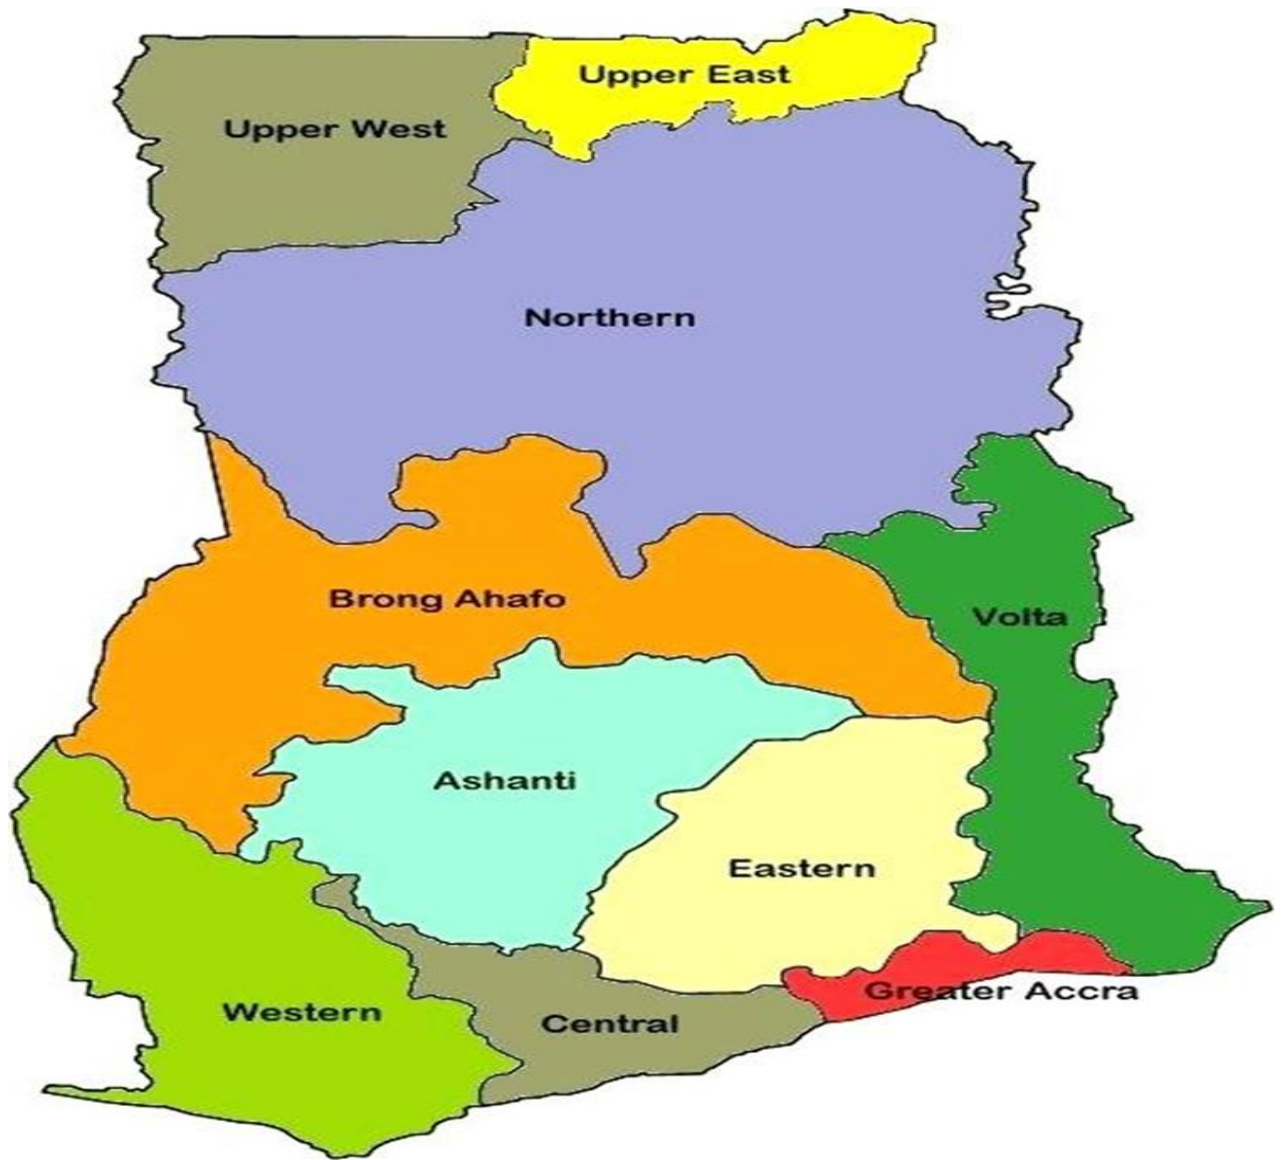 Upper East
Upper West
Northern
Brong Ahafo
Volta
Ashanti
Eastern
Greater Accra
Western
Central